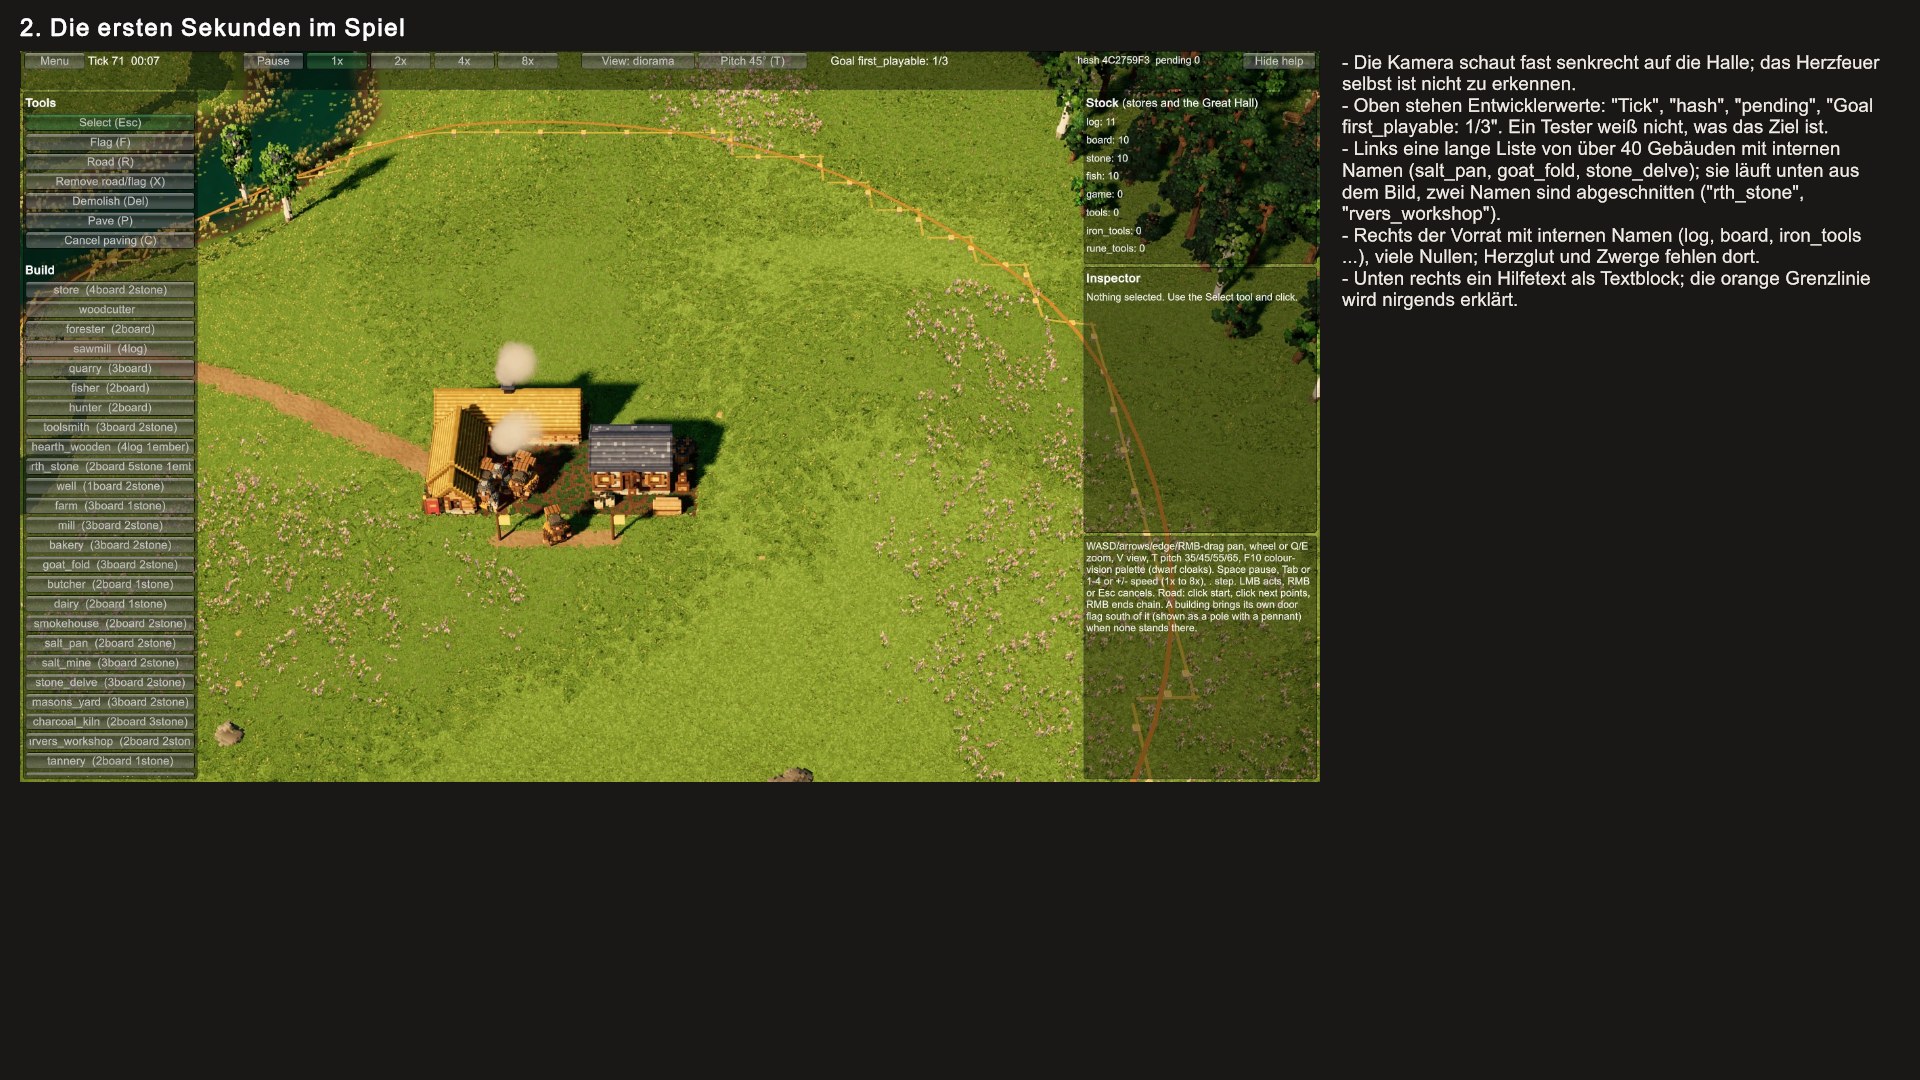 2. Die ersten Sekunden im Spiel
Menu
Tick 71 00:07
Pause
1x
2x
4x
8x
View: diorama
Pitch 45° (T)
Goal first_playable: 1/3
hash 4C2759F3 pending 0
Hide help
Tools
Select (Esc)
Flag (F)
Road (R)
Remove road/flag (X)
Demolish (Del)
Pave (P)
Cancel paving (C)
Build
store (4board 2stone)
woodcutter
forester (2board)
sawmill (4log)
quarry (3board)
fisher (2board)
hunter (2board)
toolsmith (3board 2stone)
hearth_wooden (4log 1ember)
rth_stone (2board 5stone 1eml
well (1board 2stone)
farm (3board 1stone)
mill (3board 2stone)
bakery (3board 2stone)
goat_fold (3board 2stone)
butcher (2board 1stone)
dairy (2board 1stone)
smokehouse (2board 2stone)
salt_pan (2board 2stone)
salt_mine (3board 2stone)
stone_delve (3board 2stone)
masons_yard (3board 2stone)
charcoal_kiln (2board 3stone)
rvers_workshop (2board 2ston
tannery (2board 1stone)
Stock (stores and the Great Hall)
log: 11
board: 10
stone: 10
fish: 10
game: 0
tools: 0
iron_tools: 0
rune_tools: 0
Inspector
Nothing selected. Use the Select tool and click.
WASD/arrows/edge/RMB-drag pan, wheel or Q/E
zoom, V view, T pitch 35/45/55/65, F10 colour-
vision palette (dwarf cloaks). Space pause, Tab or
1-4 or +/- speed (1x to 8x), . step. LMB acts, RMB
or Esc cancels. Road: click start, click next points,
RMB ends chain. A building brings its own door
flag south of it (shown as a pole with a pennant)
when none stands there.
- Die Kamera schaut fast senkrecht auf die Halle; das Herzfeuer
selbst ist nicht zu erkennen.
- Oben stehen Entwicklerwerte: "Tick", "hash", "pending", "Goal
first_playable: 1/3". Ein Tester weiß nicht, was das Ziel ist.
- Links eine lange Liste von über 40 Gebäuden mit internen
Namen (salt_pan, goat_fold, stone_delve); sie läuft unten aus
dem Bild, zwei Namen sind abgeschnitten ("rth_stone",
"rvers_workshop").
- Rechts der Vorrat mit internen Namen (log, board, iron_tools
...), viele Nullen; Herzglut und Zwerge fehlen dort.
- Unten rechts ein Hilfetext als Textblock; die orange Grenzlinie
wird nirgends erklärt.